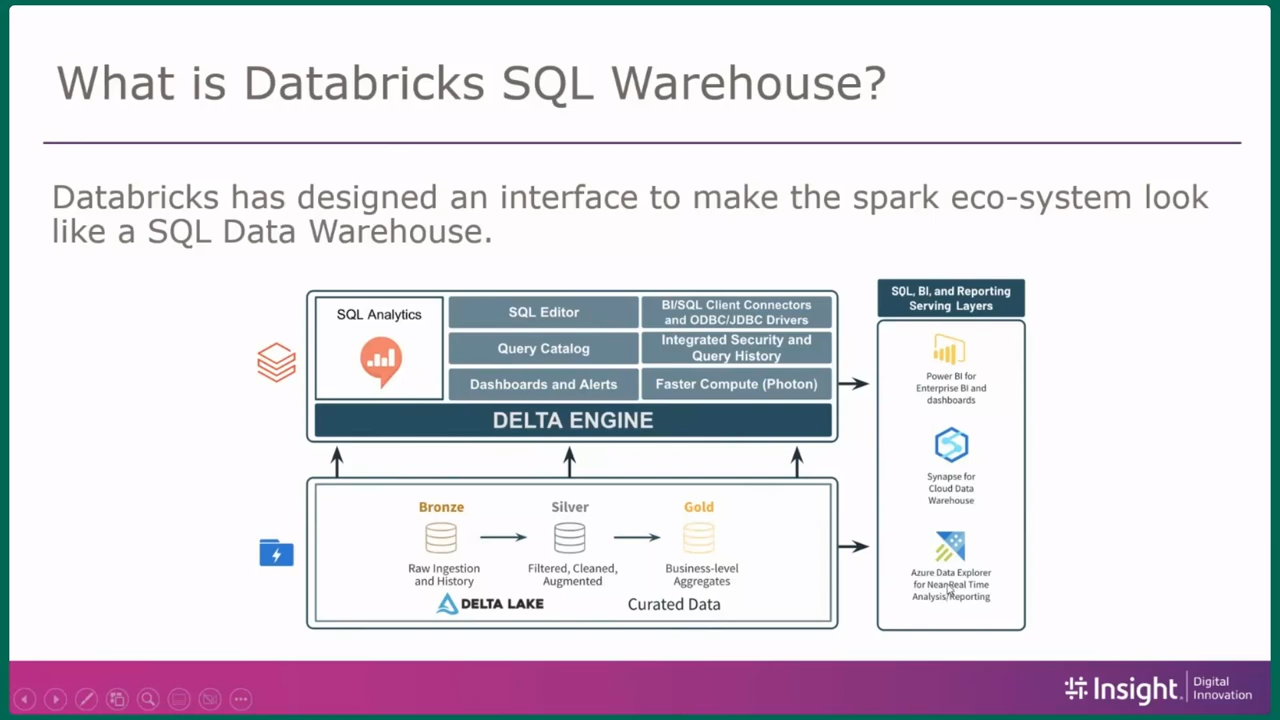 What is Databricks SQL Warehouse?
Databricks has designed an interface to make the spark eco-system look
like a SQL Data Warehouse.
SQL Analytics
SQL Editor
BI/SQL Client Connectors
and ODBC/JDBC Drivers
Query Catalog
Integrated Security and
Query History
Dashboards and Alerts
Faster Compute (Photon)
DELTA ENGINE
Bronze
Silver
Gold
Raw Ingestion
and History
Filtered, Cleaned,
Augmented
Business-level
Aggregates
DELTA LAKE
Curated Data
SQL, BI, and Reporting
Serving Layers
Power BI for
Enterprise BI and
dashboards
Synapse for
Cloud Data
Warehouse
Azure Data Explorer
for Near Real Time
Analysis/Reporting
Insight.
Digital
Innovation